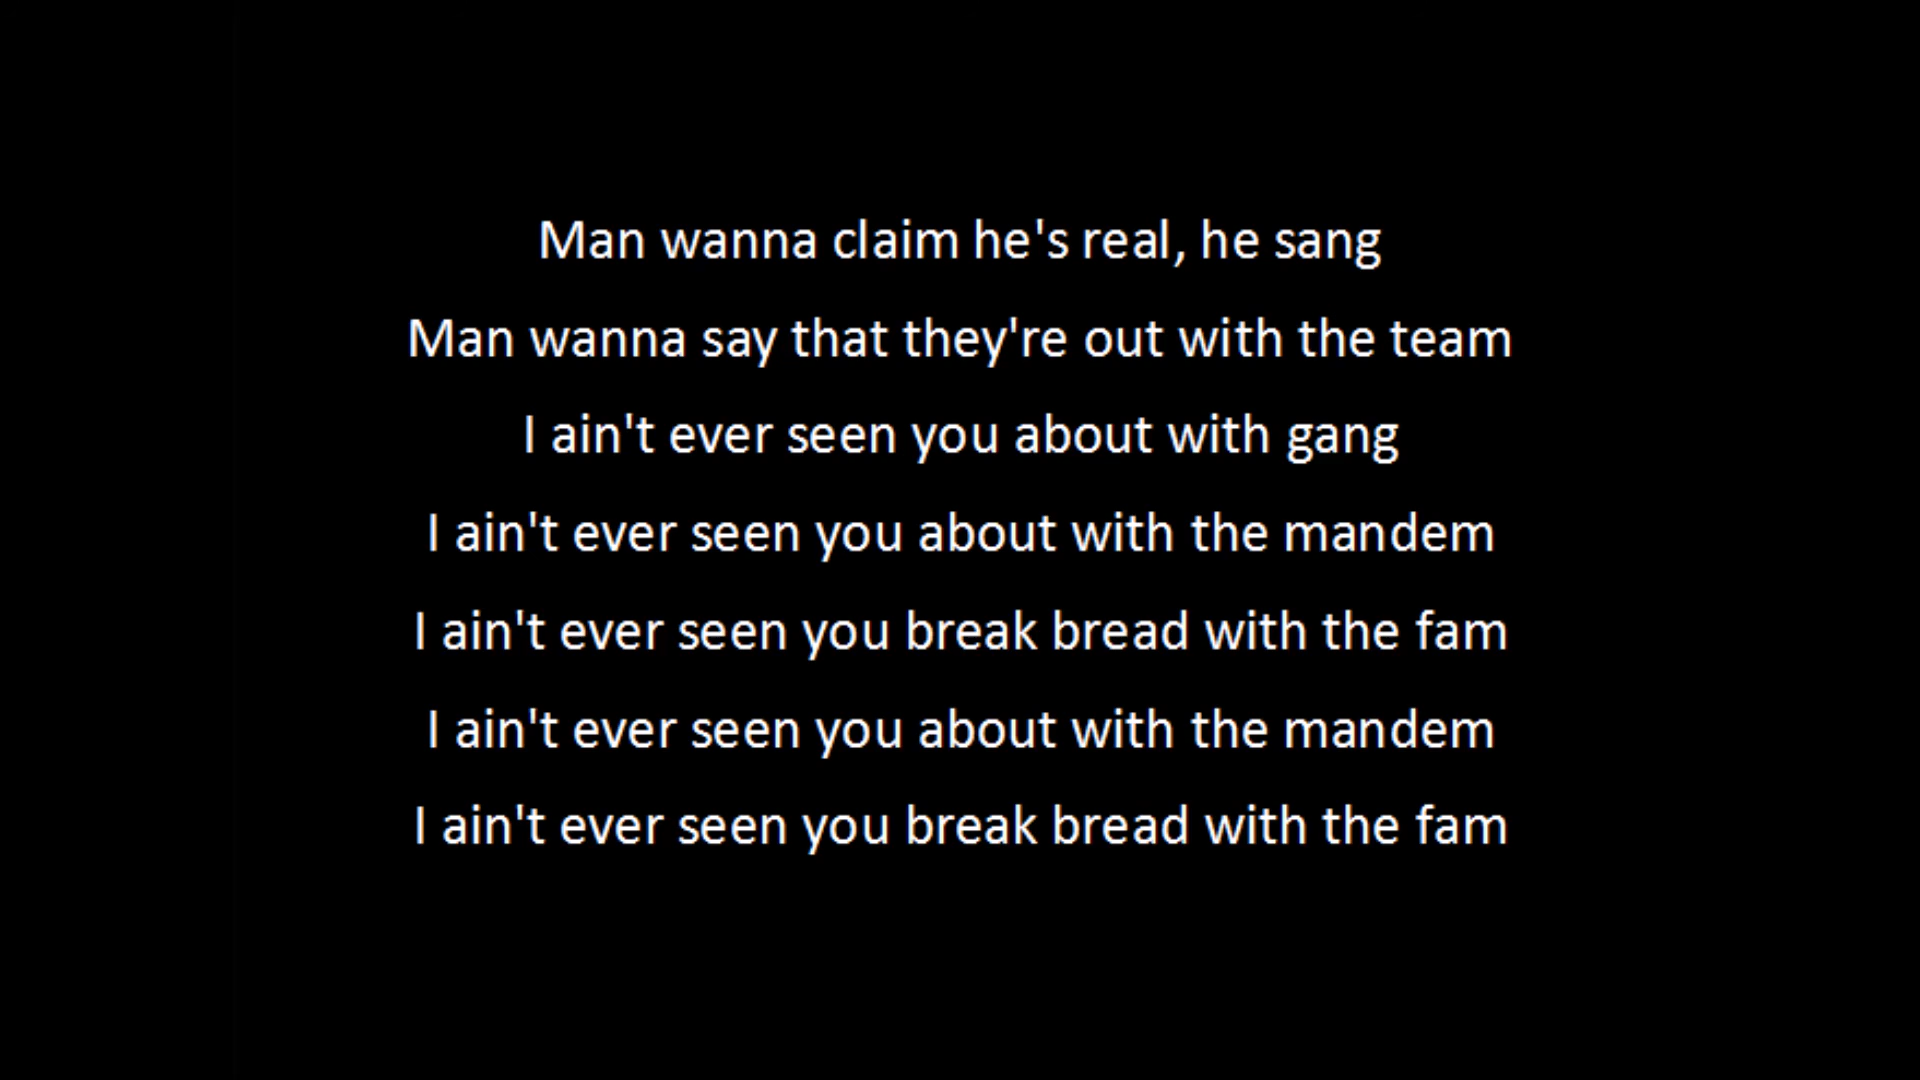 Man wanna claim he's real, he sang
Man wanna say that they're out with the team
I ain't ever seen you about with gang
I ain't ever seen you about with the mandem
I ain't ever seen you break bread with the fam
I ain't ever seen you about with the mandem
I ain't ever seen you break bread with the fam